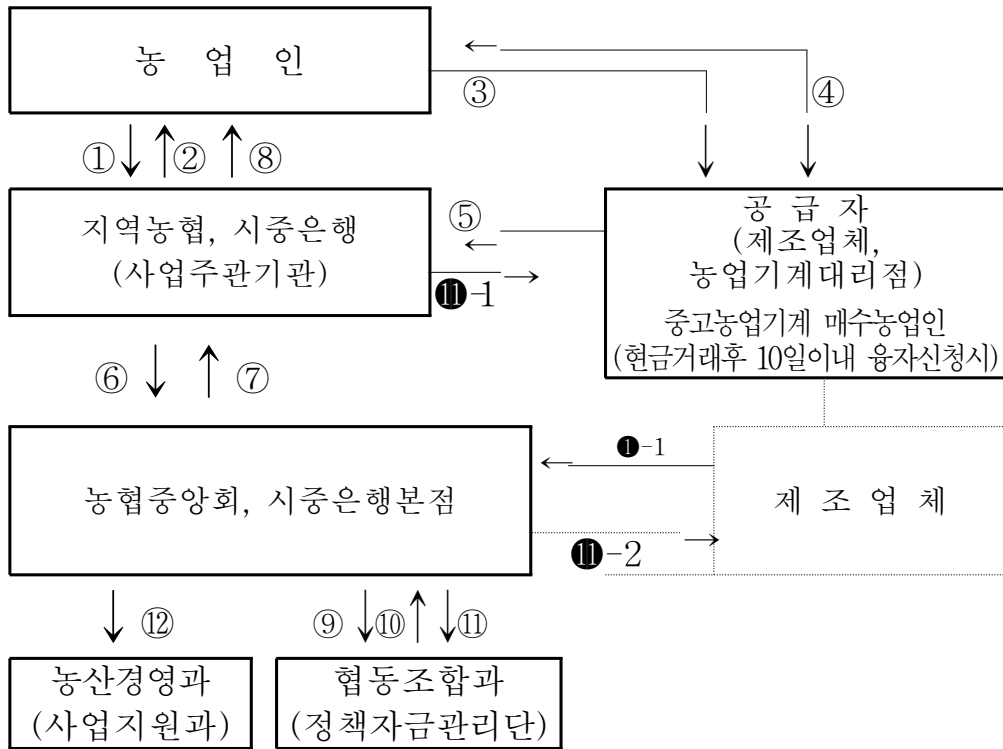 농 업 인
③
④
① ② ⑧
지역농협, 시중은행
(사업주관기관)
⑤
⓫-1
공 급 자
(제조업체,
농업기계대리점)
중고농업기계 매수농업인
(현금거래후 10일이내 융자신청시)
⑥ ⑦
농협중앙회, 시중은행본점
❶-1
⓫-2
제 조 업 체
⑫
⑨ ⑩ ⑪
농산경영과
(사업지원과)
협동조합과
(정책자금관리단)